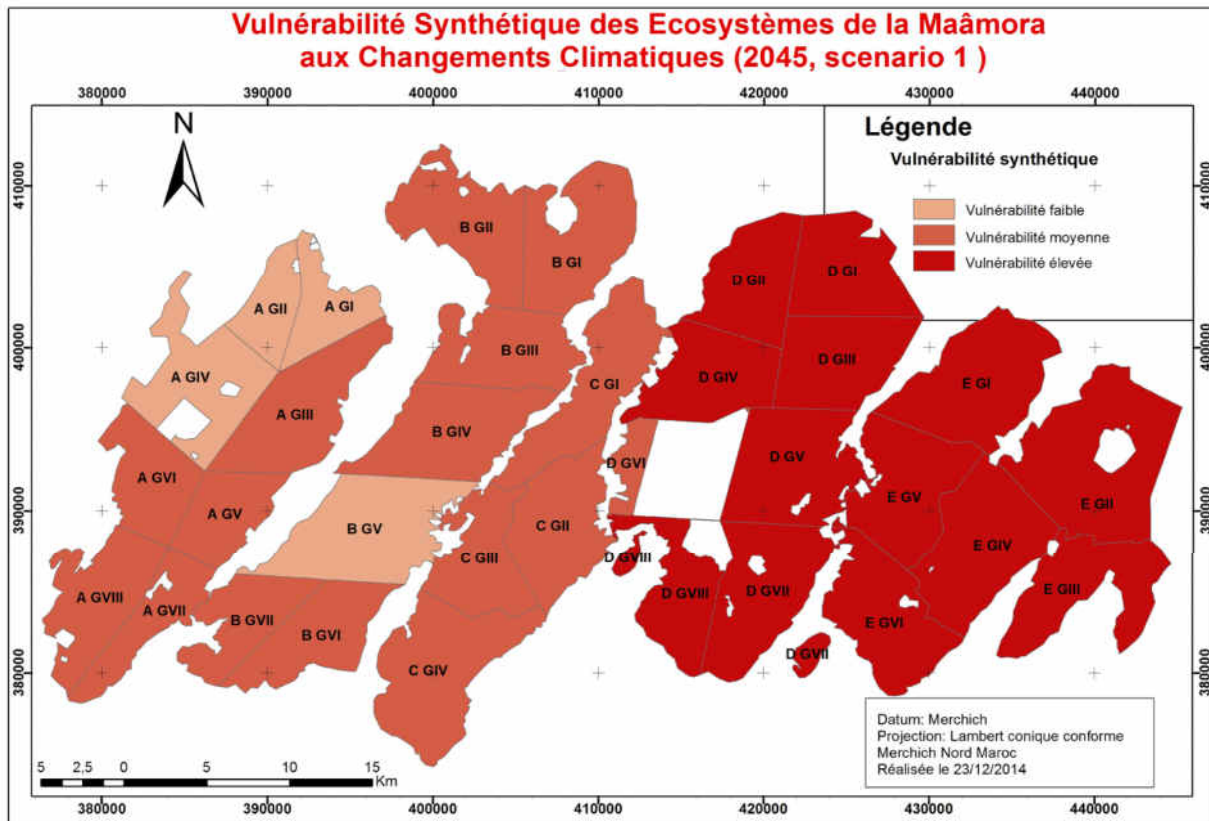 Vulnérabilité Synthétique des Ecosystèmes de la Maâmora
aux Changements Climatiques (2045, scenario 1 )
380000 390000 400000 410000 420000 430000 440000
N
Légende
Vulnérabilité synthétique
Vulnérabilité faible
Vulnérabilité moyenne
Vulnérabilité élevée
410000
410000
400000
400000
390000
390000
380000
380000
B GII
B GI
D GII
D GI
A GII
A GI
B GIII
D GIII
A GIV
C GI
D GIV
E GI
A GIII
B GIV
D GVI
D GV
A GVI
A GV
B GV
C GII
E GV
E GII
C GIII
D GVIII
E GIV
A GVIII
A GVII
B GVII
B GVI
D GVIII
D GVII
E GIII
E GVI
C GIV
D GVII
Datum: Merchich
Projection: Lambert conique conforme
Merchich Nord Maroc
Réalisée le 23/12/2014
5 2,5 0 5 10 15
Km
380000 390000 400000 410000 420000 430000 440000